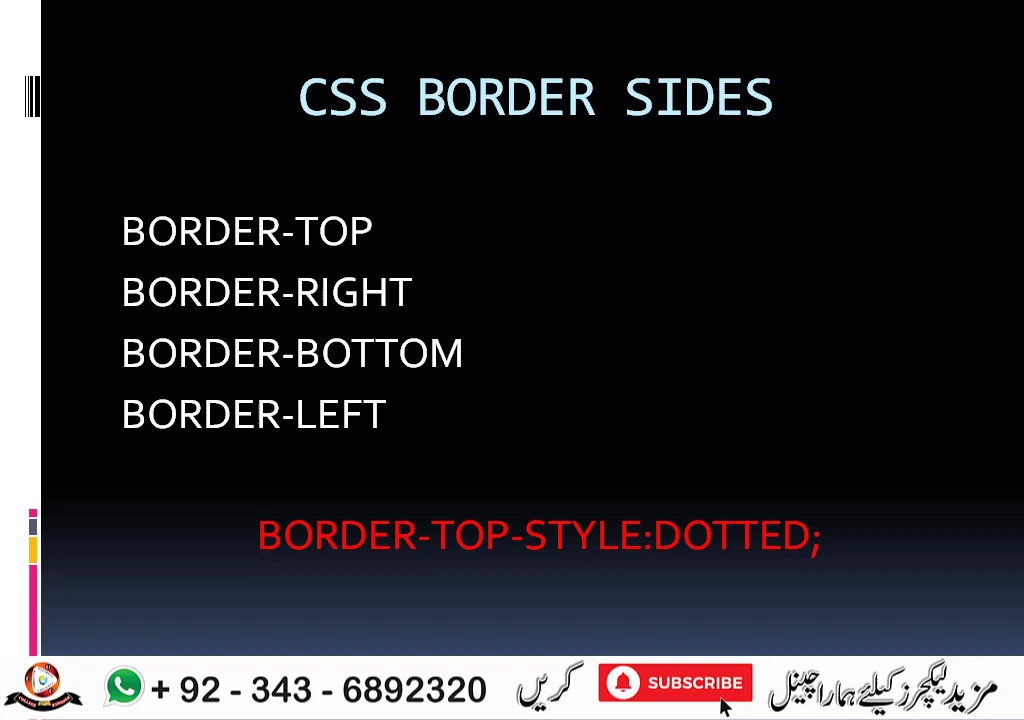 CSS BORDER SIDES
BORDER-TOP
BORDER-RIGHT
BORDER-BOTTOM
BORDER-LEFT
BORDER-TOP-STYLE:DOTTED;
مزید لیکچرز کیلئے ہمارا چینل SUBSCRIBE کریں + 92 - 343 - 6892320